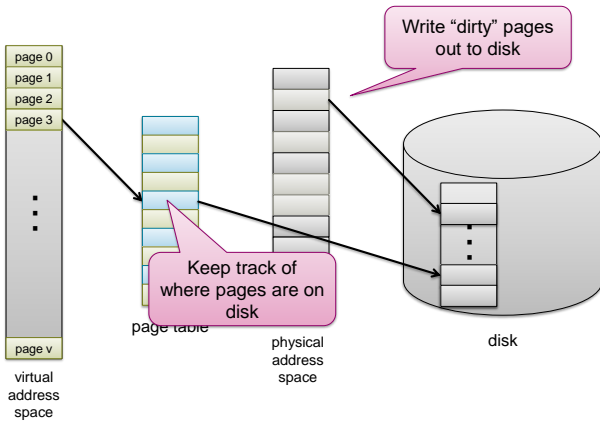 Write “dirty” pages
out to disk
page 0
page 1
page 2
page 3
page v
virtual
address
space
Keep track of
where pages are on
disk
page table
physical
address
space
disk